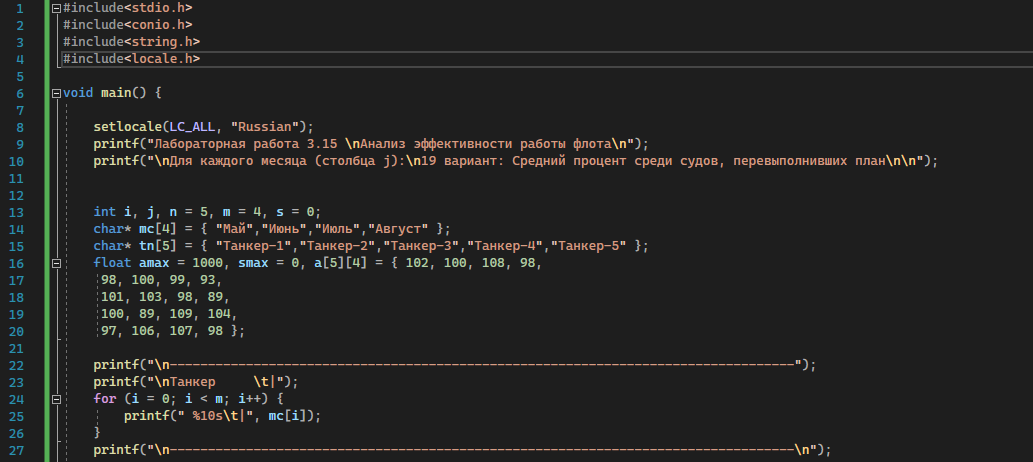 1 #include<stdio.h>
2 #include<conio.h>
3 #include<string.h>
4 #include<locale.h>
5
6 void main() {
7
8 setlocale(LC_ALL, "Russian");
9 printf("Лабораторная работа 3.15 \nАнализ эффективности работы флота\n");
10 printf("\nДля каждого месяца (столбца j):\n19 вариант: Средний процент среди судов, перевыполнивших план\n\n");
11
12
13 int i, j, n = 5, m = 4, s = 0;
14 char* mc[4] = { "Май","Июнь","Июль","Август" };
15 char* tn[5] = { "Танкер-1","Танкер-2","Танкер-3","Танкер-4","Танкер-5" };
16 float amax = 1000, smax = 0, a[5][4] = { 102, 100, 108, 98,
17 98, 100, 99, 93,
18 101, 103, 98, 89,
19 100, 89, 109, 104,
20 97, 106, 107, 98 };
21
22 printf("\n-----------------------------------------------------------------------------------");
23 printf("\nТанкер     \t|");
24 for (i = 0; i < m; i++) {
25 printf(" %10s\t|", mc[i]);
26 }
27 printf("\n-----------------------------------------------------------------------------------\n");